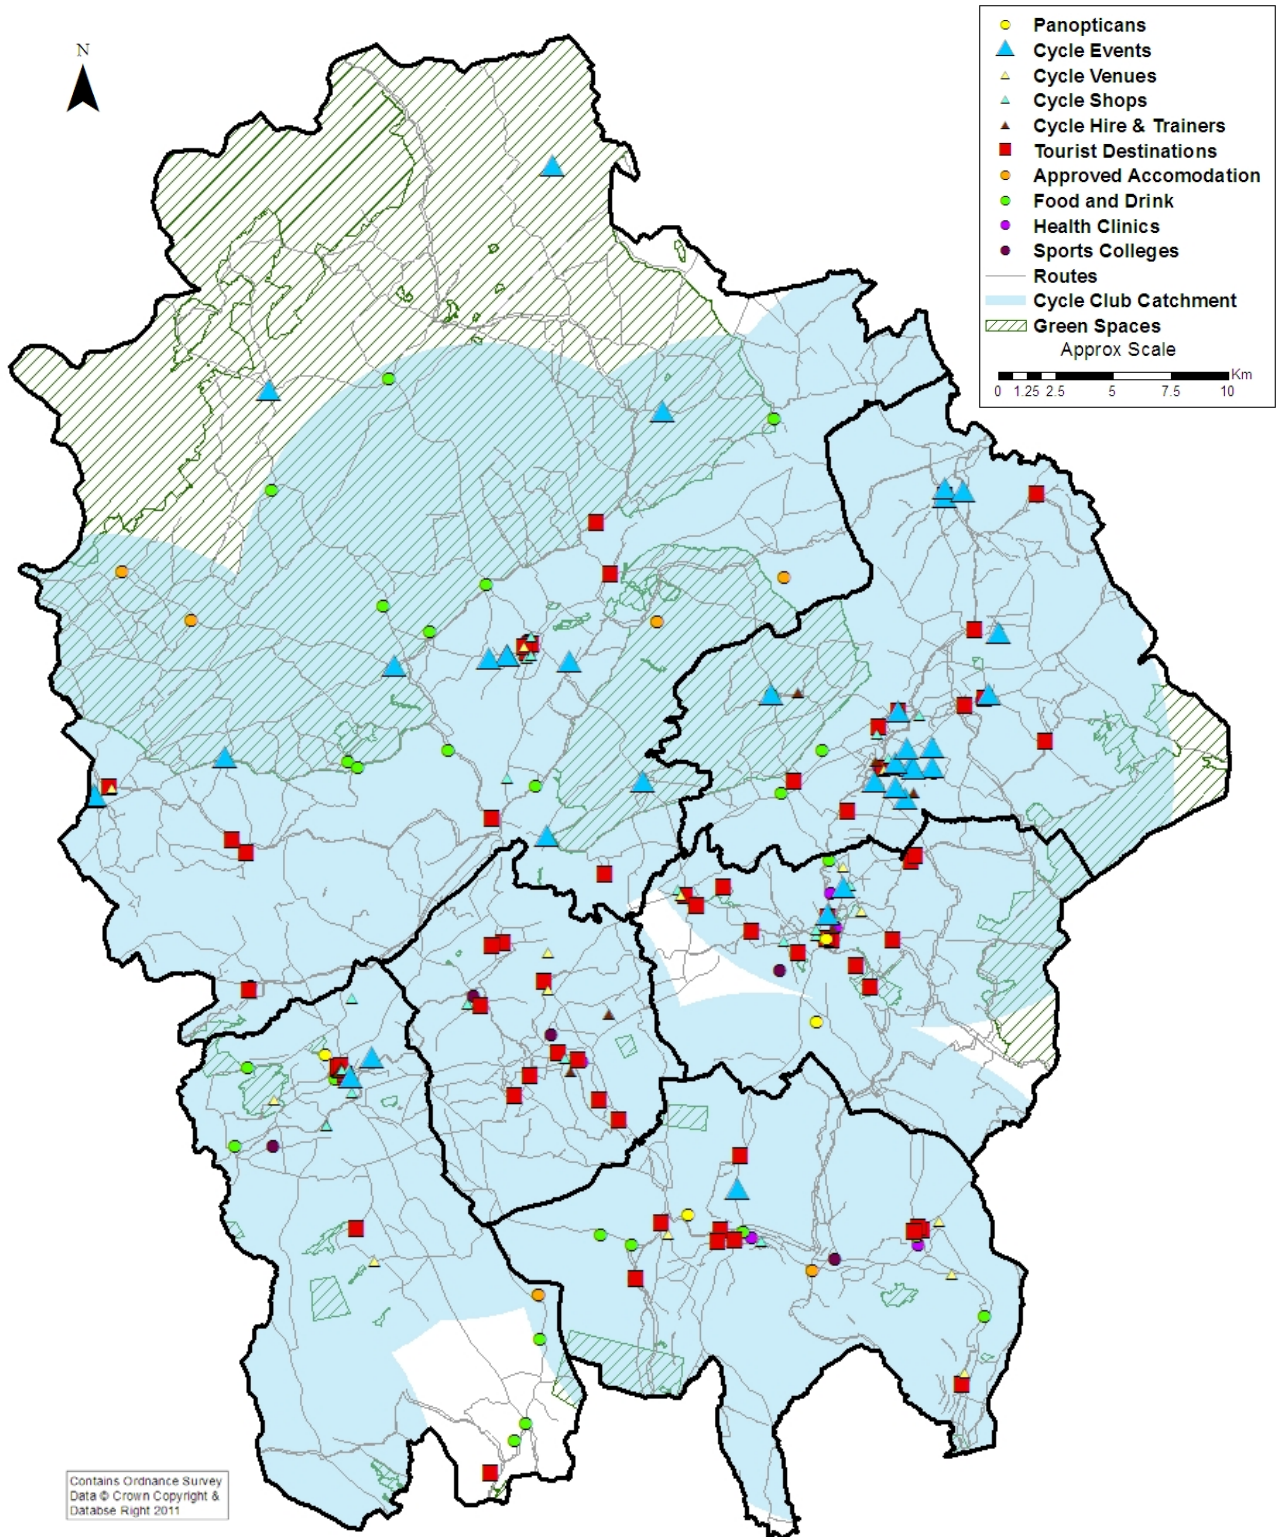 N
Panopticans
Cycle Events
Cycle Venues
Cycle Shops
Cycle Hire & Trainers
Tourist Destinations
Approved Accomodation
Food and Drink
Health Clinics
Sports Colleges
Routes
Cycle Club Catchment
Green Spaces
Approx Scale
Km
0 1.25 2.5 5 7.5 10
Contains Ordnance Survey
Data © Crown Copyright &
Databse Right 2011